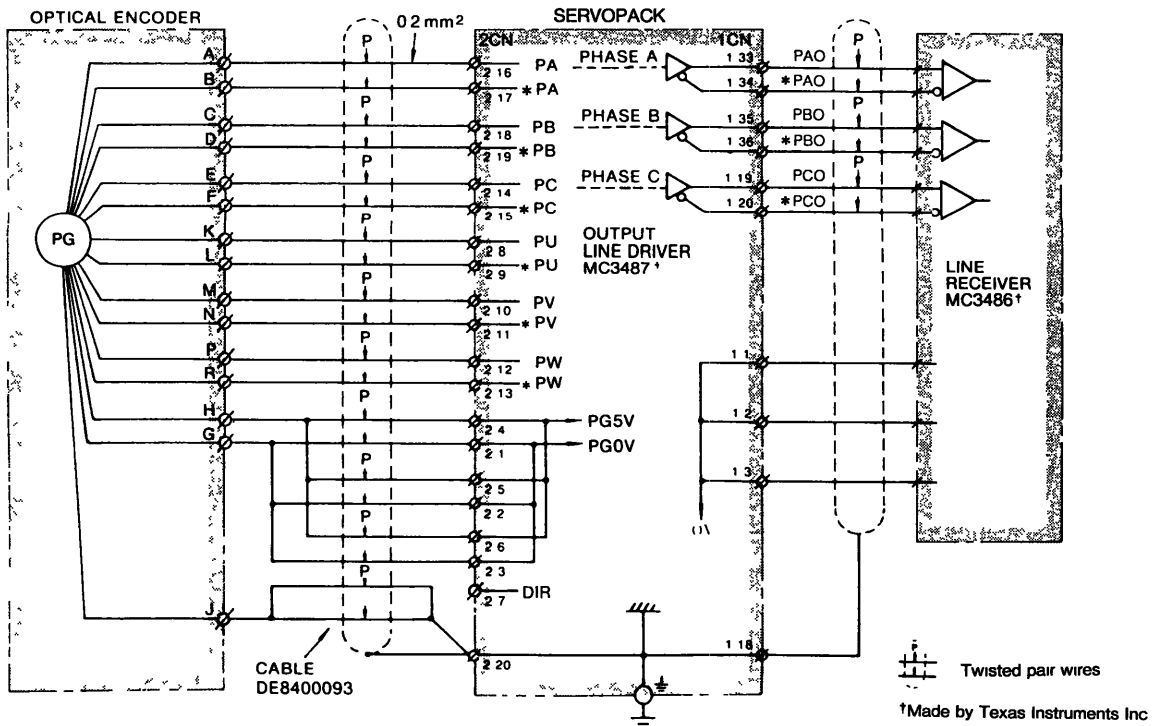 OPTICAL ENCODER
SERVOPACK
0 2 mm²
P
2CN
1CN
A
2 16
PA
PHASE A
1 33
PAO
P
B
2 17
*PA
1 34
*PAO
P
P
C
2 18
PB
PHASE B
1 35
PBO
D
2 19
*PB
1 36
*PBO
P
P
E
2 14
PC
PHASE C
1 19
PCO
F
2 15
*PC
1 20
*PCO
P
PG
K
2 8
PU
OUTPUT
LINE DRIVER
MC3487†
L
2 9
*PU
LINE
RECEIVER
MC3486†
P
M
2 10
PV
N
2 11
*PV
P
P
2 12
PW
1 1
R
2 13
*PW
P
H
2 4
PG5V
1 2
G
2 1
PG0V
P
2 5
1 3
2 2
P
2 6
2 3
P
2 7
DIR
J
CABLE
DE8400093
2 20
1 18
P
Twisted pair wires
†Made by Texas Instruments Inc